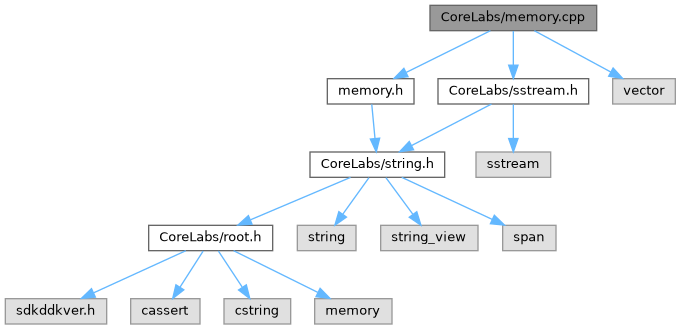 CoreLabs/memory.cpp
memory.h
CoreLabs/sstream.h
vector
CoreLabs/string.h
sstream
CoreLabs/root.h
string
string_view
span
sdkddkver.h
cassert
cstring
memory